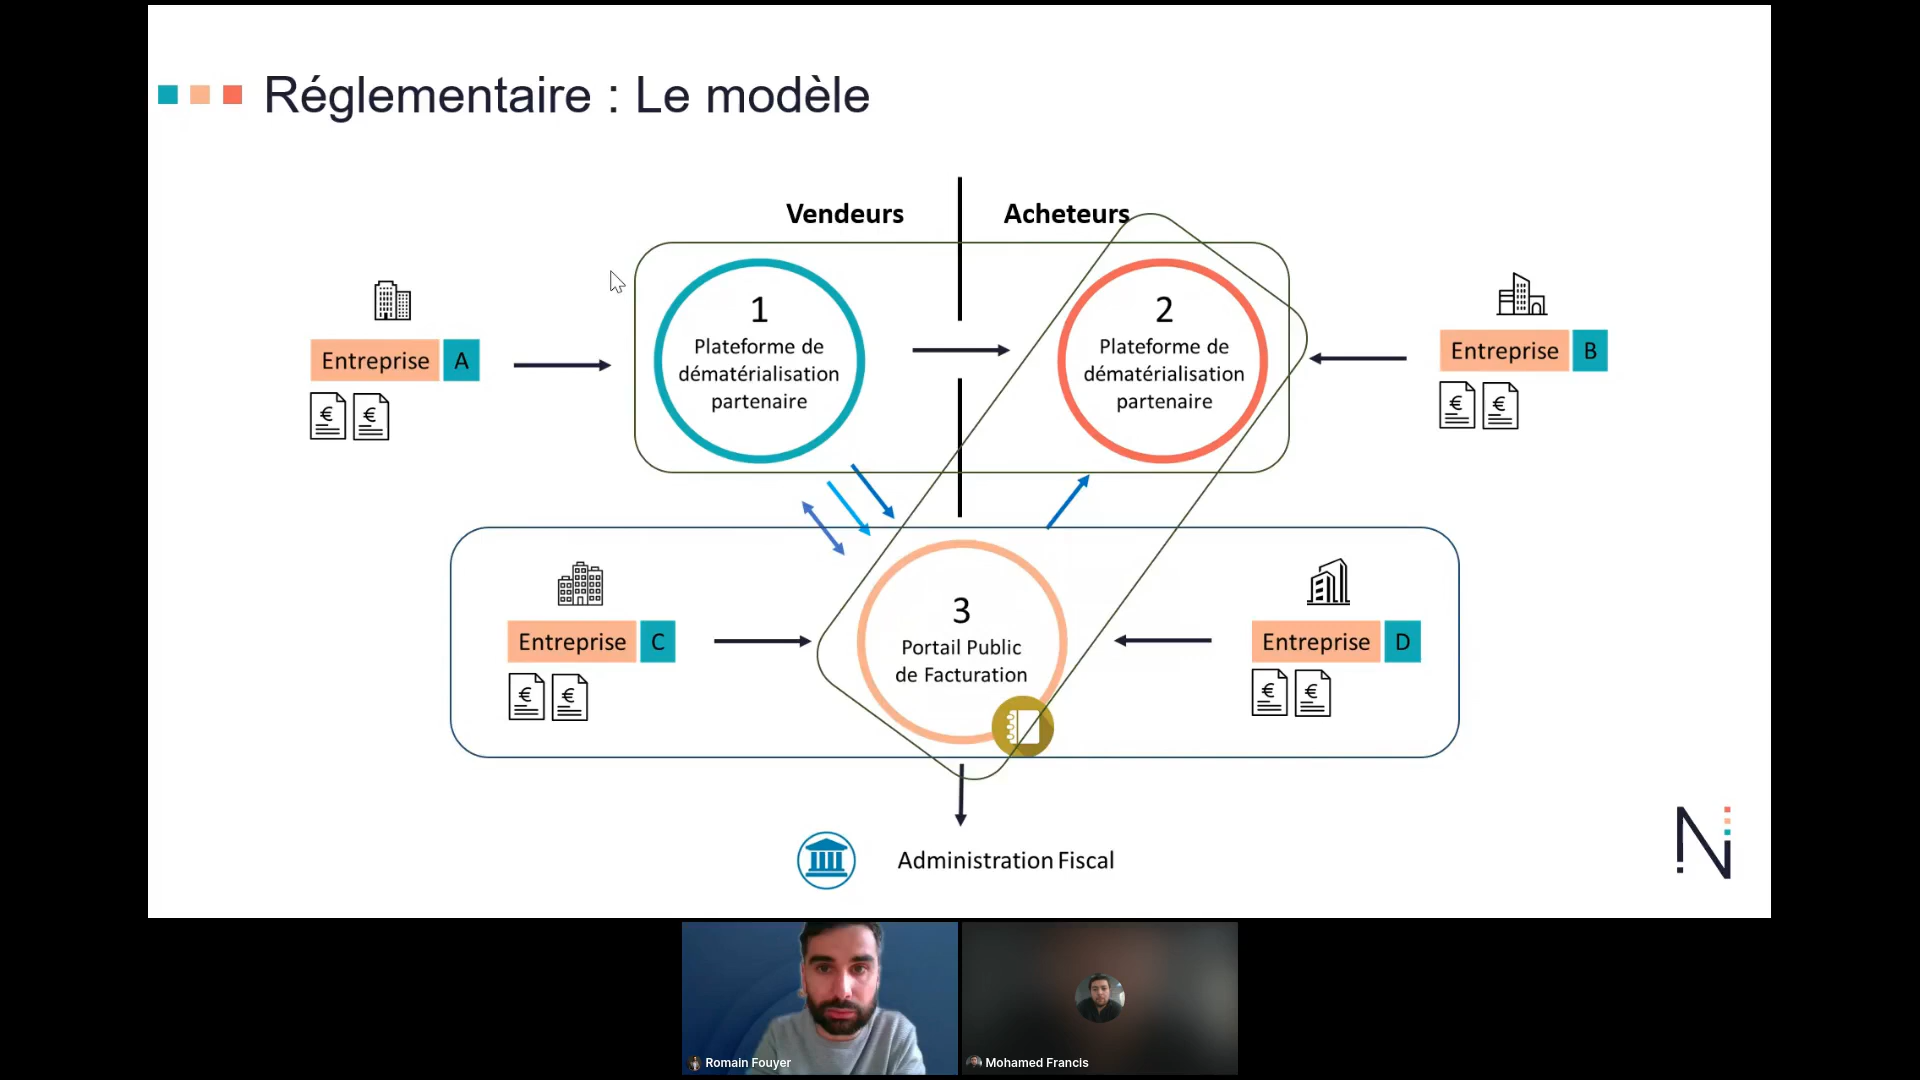 Réglementaire : Le modèle
Vendeurs
Acheteurs
1
Plateforme de
dématérialisation
partenaire
2
Plateforme de
dématérialisation
partenaire
Entreprise A
€ €
Entreprise B
€ €
3
Portail Public
de Facturation
Entreprise C
€ €
Entreprise D
€ €
Administration Fiscal
N
Romain Fouyer
Mohamed Francis